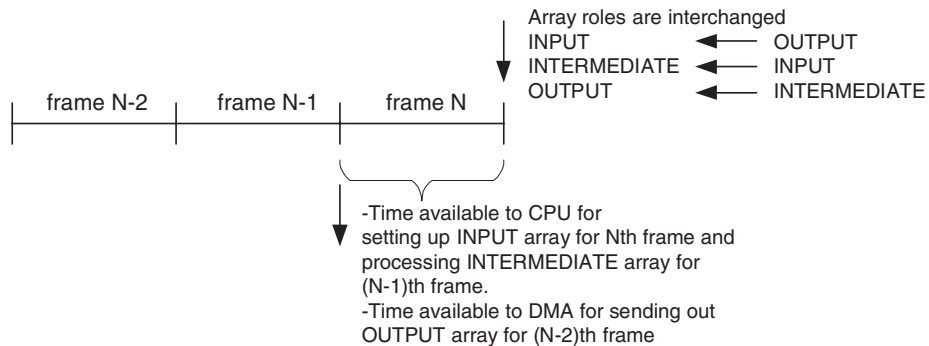 Array roles are interchanged
INPUT OUTPUT
INTERMEDIATE INPUT
OUTPUT INTERMEDIATE
frame N-2 frame N-1 frame N
-Time available to CPU for
setting up INPUT array for Nth frame and
processing INTERMEDIATE array for
(N-1)th frame.
-Time available to DMA for sending out
OUTPUT array for (N-2)th frame